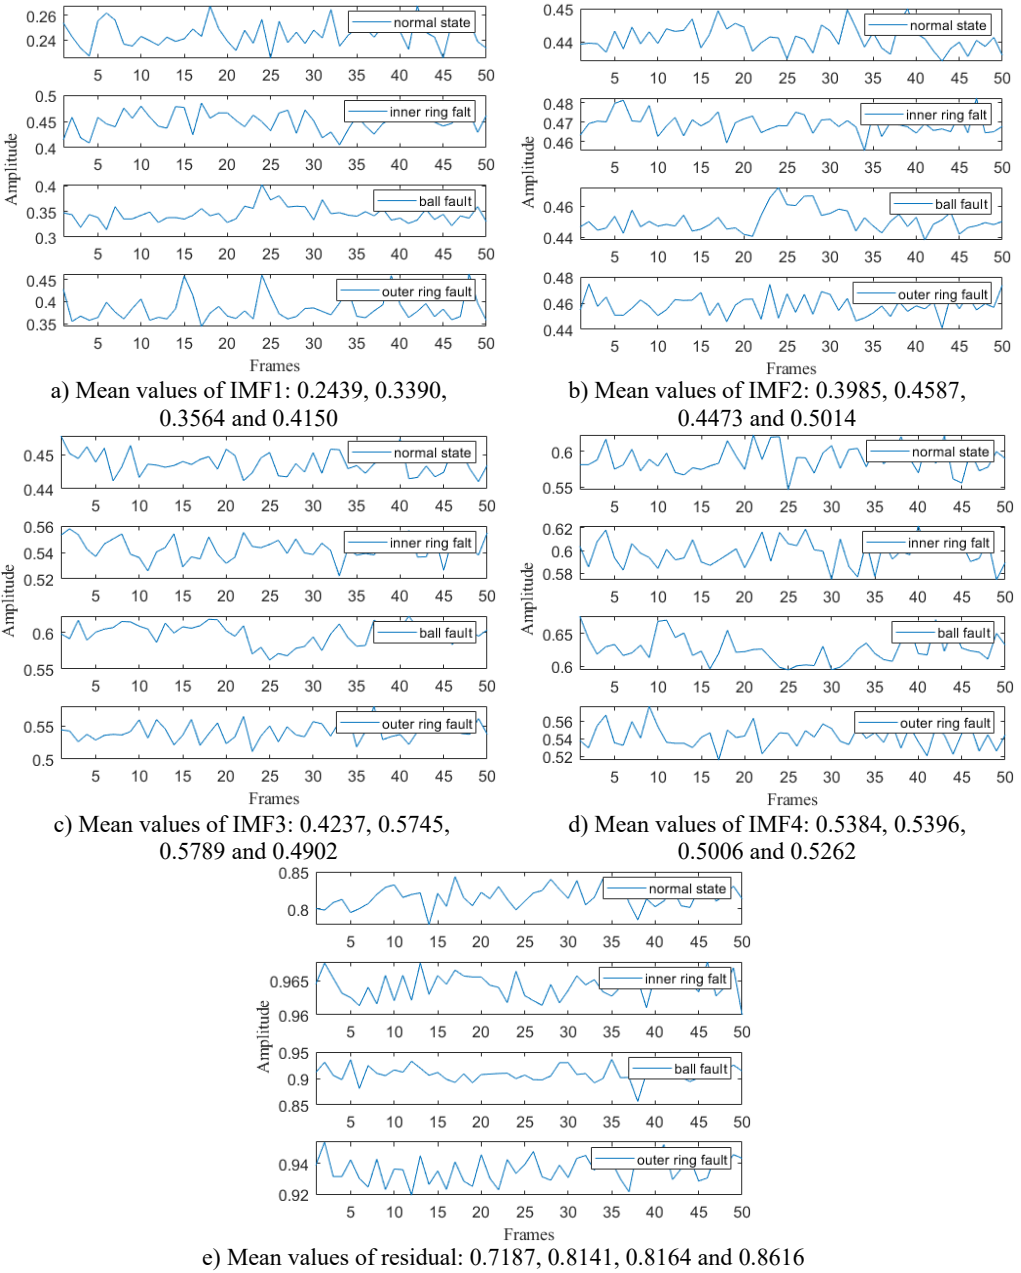 0.26
0.24
normal state
5 10 15 20 25 30 35 40 45 50
0.5
0.45
0.4
inner ring falt
5 10 15 20 25 30 35 40 45 50
0.4
0.35
0.3
ball fault
5 10 15 20 25 30 35 40 45 50
0.45
0.4
0.35
outer ring fault
5 10 15 20 25 30 35 40 45 50
Amplitude
Frames
a) Mean values of IMF1: 0.2439, 0.3390,
0.3564 and 0.4150
0.45
0.44
normal state
5 10 15 20 25 30 35 40 45 50
0.48
0.47
0.46
inner ring falt
5 10 15 20 25 30 35 40 45 50
0.46
0.44
ball fault
5 10 15 20 25 30 35 40 45 50
0.48
0.46
0.44
outer ring fault
5 10 15 20 25 30 35 40 45 50
Amplitude
Frames
b) Mean values of IMF2: 0.3985, 0.4587,
0.4473 and 0.5014
0.45
0.44
normal state
5 10 15 20 25 30 35 40 45 50
0.56
0.54
0.52
inner ring falt
5 10 15 20 25 30 35 40 45 50
0.6
0.55
ball fault
5 10 15 20 25 30 35 40 45 50
0.55
0.5
outer ring fault
5 10 15 20 25 30 35 40 45 50
Amplitude
Frames
c) Mean values of IMF3: 0.4237, 0.5745,
0.5789 and 0.4902
0.6
0.55
normal state
5 10 15 20 25 30 35 40 45 50
0.62
0.6
0.58
inner ring falt
5 10 15 20 25 30 35 40 45 50
0.65
0.6
ball fault
5 10 15 20 25 30 35 40 45 50
0.56
0.54
0.52
outer ring fault
5 10 15 20 25 30 35 40 45 50
Amplitude
Frames
d) Mean values of IMF4: 0.5384, 0.5396,
0.5006 and 0.5262
0.85
0.8
normal state
5 10 15 20 25 30 35 40 45 50
0.965
0.96
inner ring falt
5 10 15 20 25 30 35 40 45 50
0.95
0.9
0.85
ball fault
5 10 15 20 25 30 35 40 45 50
0.94
0.92
outer ring fault
5 10 15 20 25 30 35 40 45 50
Amplitude
Frames
e) Mean values of residual: 0.7187, 0.8141, 0.8164 and 0.8616